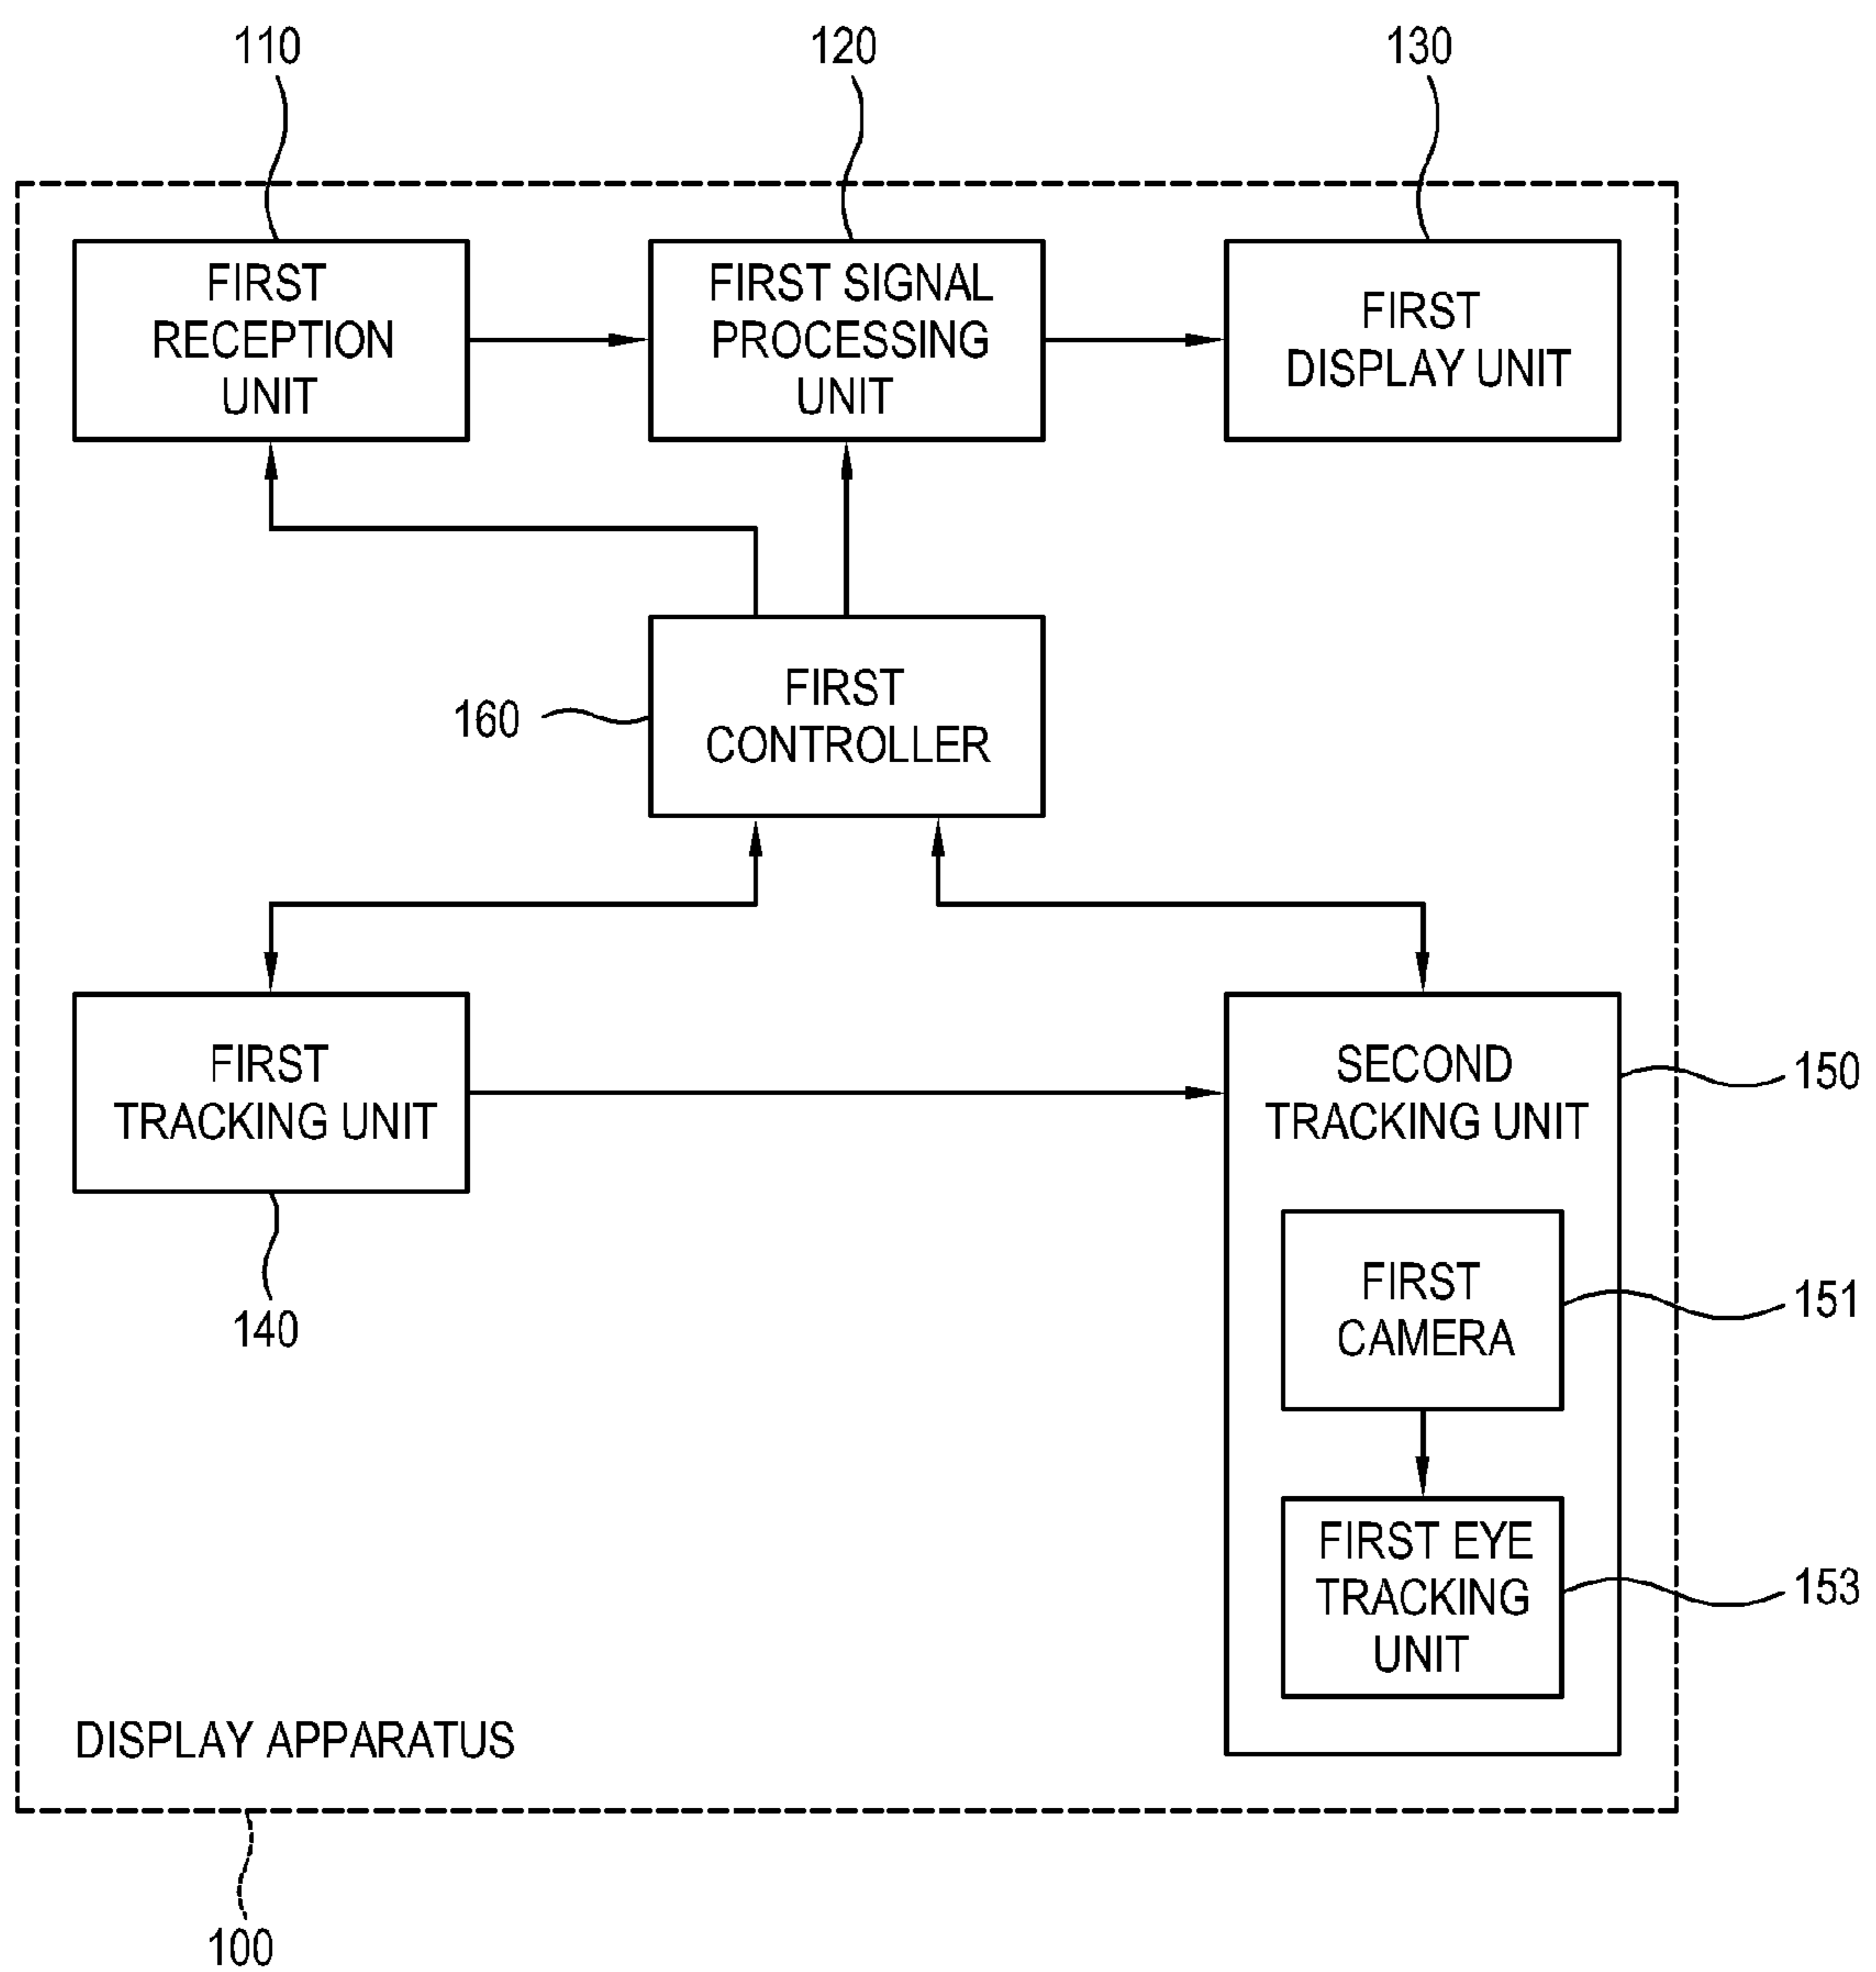 110
120
130
FIRST
RECEPTION
UNIT
FIRST SIGNAL
PROCESSING
UNIT
FIRST
DISPLAY UNIT
160
FIRST
CONTROLLER
FIRST
TRACKING UNIT
140
SECOND
TRACKING UNIT
150
FIRST
CAMERA
151
FIRST EYE
TRACKING
UNIT
153
DISPLAY APPARATUS
100